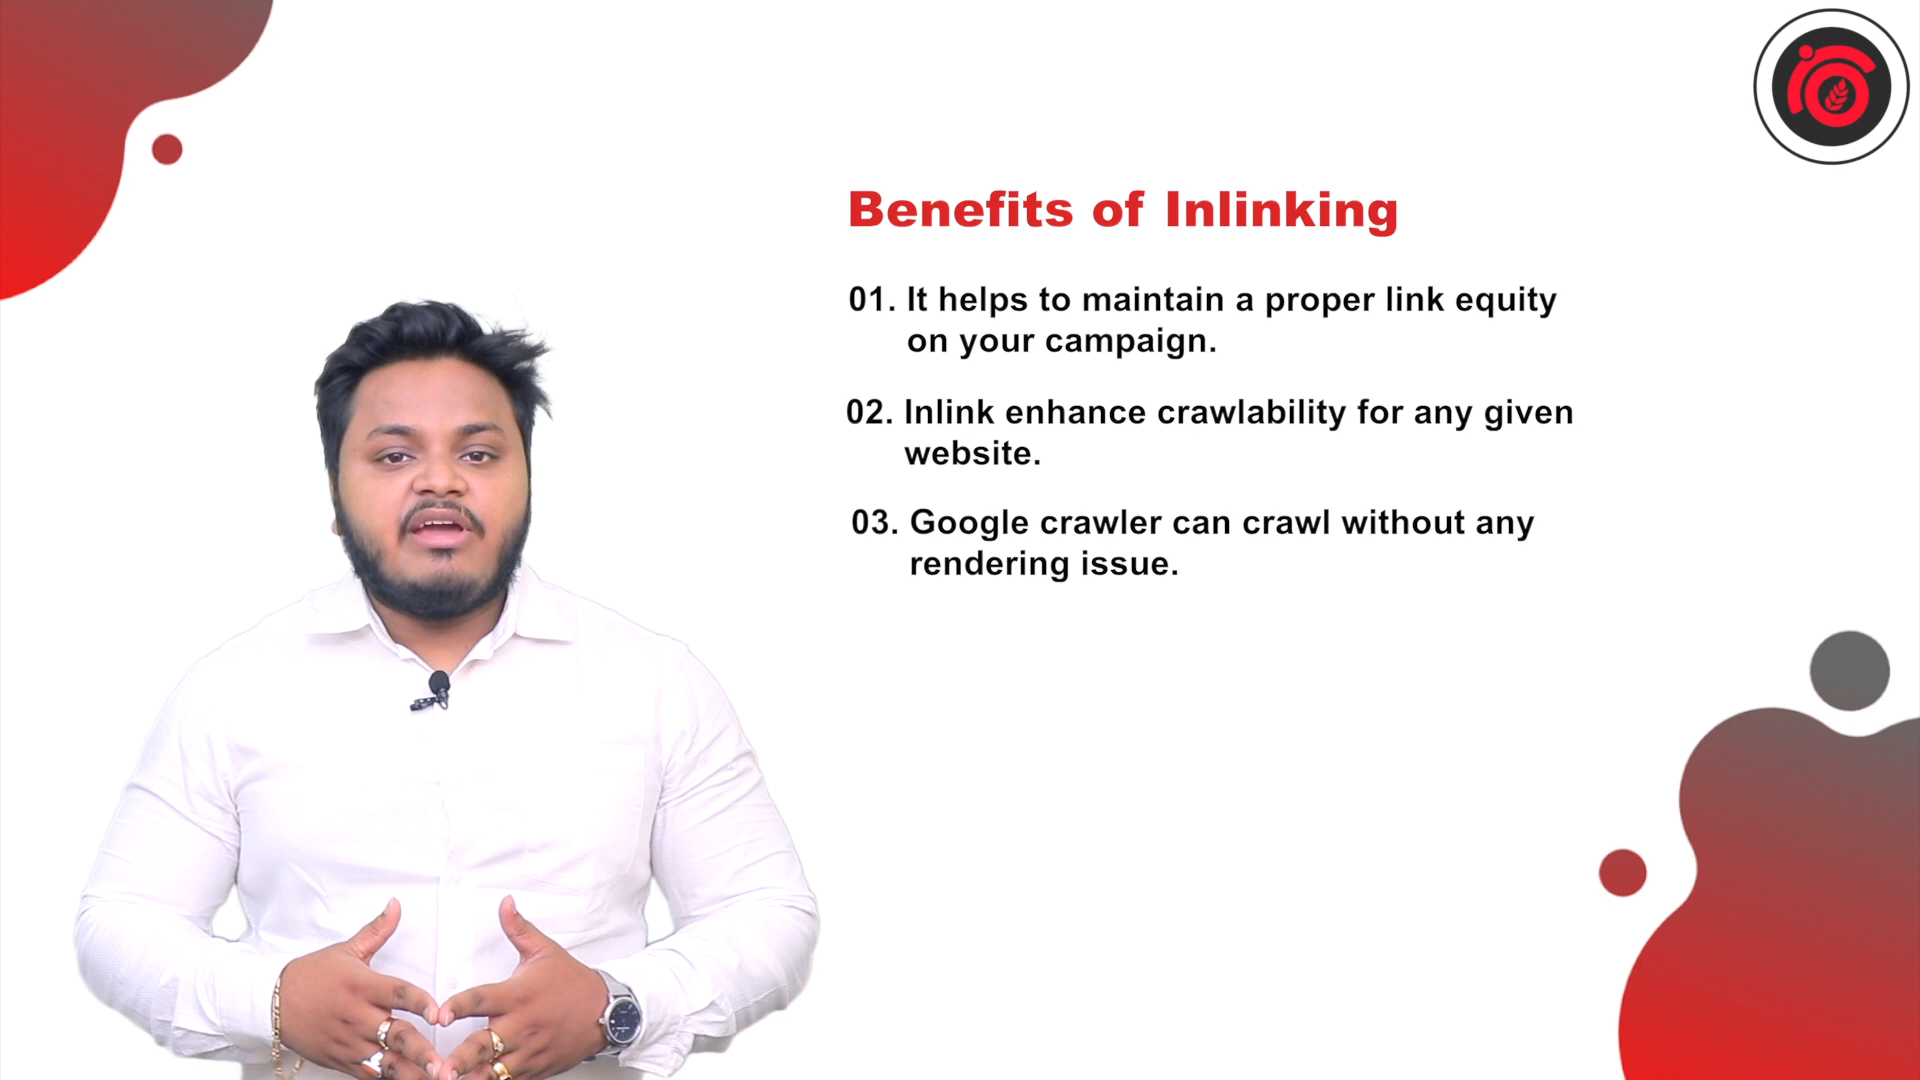 Benefits of Inlinking
01. It helps to maintain a proper link equity
on your campaign.
02. Inlink enhance crawlability for any given
website.
03. Google crawler can crawl without any
rendering issue.